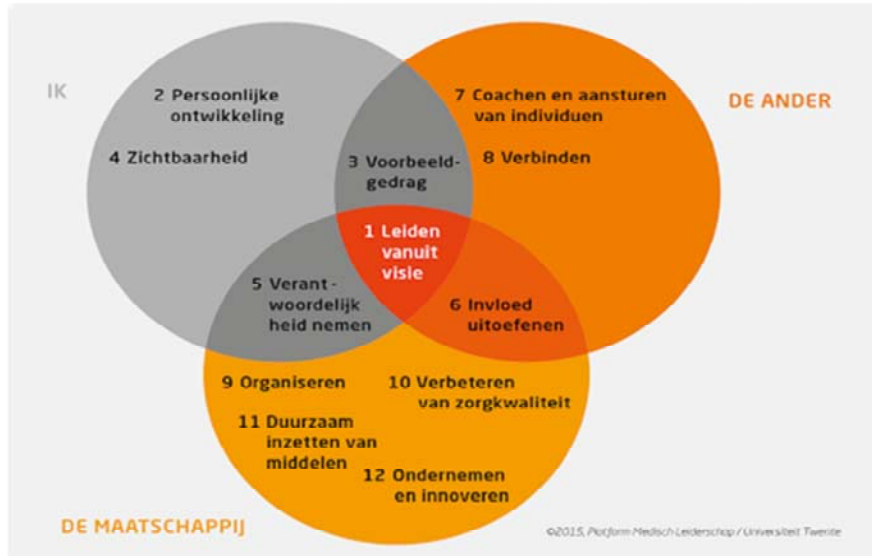 IK
2 Persoonlijke
ontwikkeling
4 Zichtbaarheid
3 Voorbeeld-
gedrag
7 Coachen en aansturen
van individuen
8 Verbinden
DE ANDER
1 Leiden
vanuit
visie
5 Verant-
woordelijk
heid nemen
6 Invloed
uitoefenen
9 Organiseren
10 Verbeteren
van zorgkwaliteit
11 Duurzaam
inzetten van
middelen
12 Ondernemen
en innoveren
DE MAATSCHAPPIJ
©2015, Platform Medisch Leiderschap / Universiteit Twente